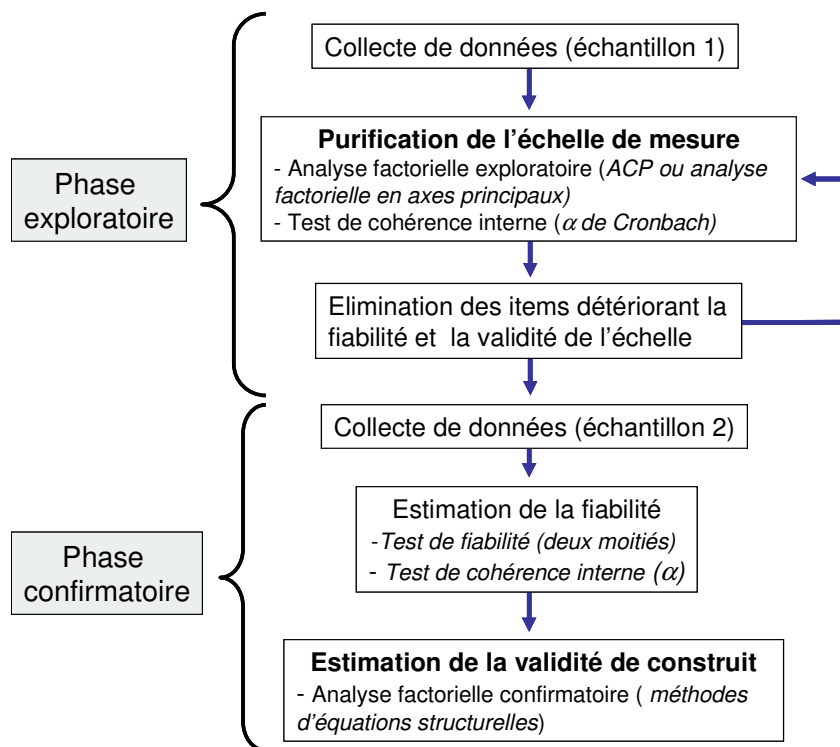 Collecte de données (échantillon 1)
Purification de l'échelle de mesure
- Analyse factorielle exploratoire (ACP ou analyse
factorielle en axes principaux)
- Test de cohérence interne (α de Cronbach)
Phase
exploratoire
Elimination des items détériorant la
fiabilité et la validité de l'échelle
Collecte de données (échantillon 2)
Estimation de la fiabilité
-Test de fiabilité (deux moitiés)
- Test de cohérence interne (α)
Phase
confirmatoire
Estimation de la validité de construit
- Analyse factorielle confirmatoire ( méthodes
d'équations structurelles)